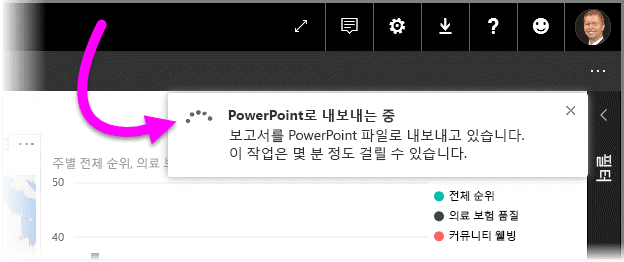 PowerPoint로 내보내는 중
보고서를 PowerPoint 파일로 내보내고 있습니다.
이 작업은 몇 분 정도 걸릴 수 있습니다.
필터
주별 전체 순위, 의료 보
50
전체 순위
의료 보험 품질
40
커뮤니티 웰빙